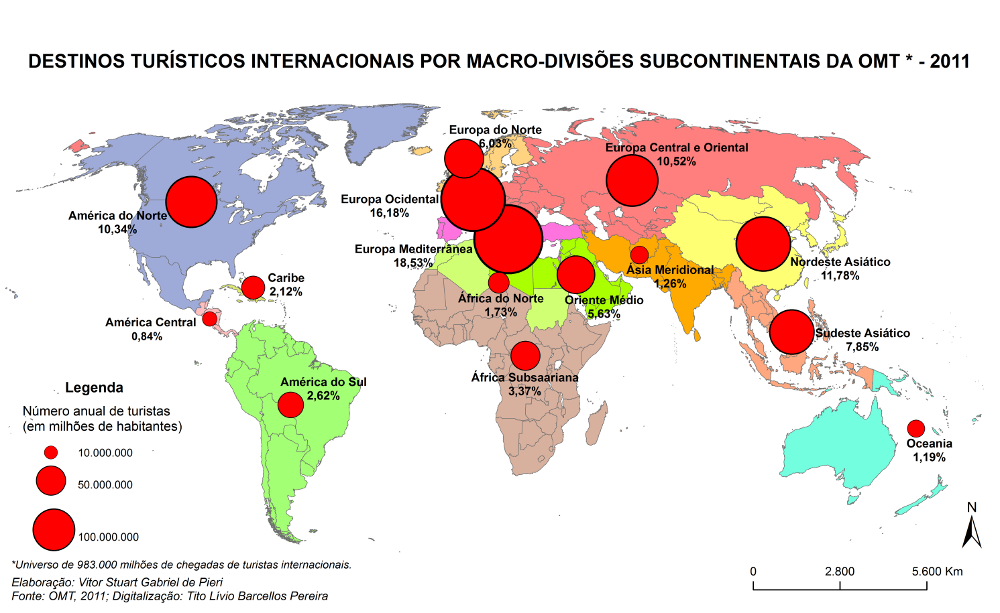 DESTINOS TURÍSTICOS INTERNACIONAIS POR MACRO-DIVISÕES SUBCONTINENTAIS DA OMT * - 2011
Europa do Norte
6,03%
Europa Central e Oriental
10,52%
Europa Ocidental
16,18%
América do Norte
10,34%
Europa Mediterrânea
18,53%
Nordeste Asiático
11,78%
Ásia Meridional
1,26%
Caribe
2,12%
África do Norte
1,73%
Oriente Médio
5,63%
América Central
0,84%
Sudeste Asiático
7,85%
África Subsaariana
3,37%
América do Sul
2,62%
Oceania
1,19%
Legenda
Número anual de turistas
(em milhões de habitantes)
10.000.000
50.000.000
100.000.000
*Universo de 983.000 milhões de chegadas de turistas internacionais.
Elaboração: Vitor Stuart Gabriel de Pieri
Fonte: OMT, 2011; Digitalização: Tito Lívio Barcellos Pereira
N
0 2.800 5.600 Km